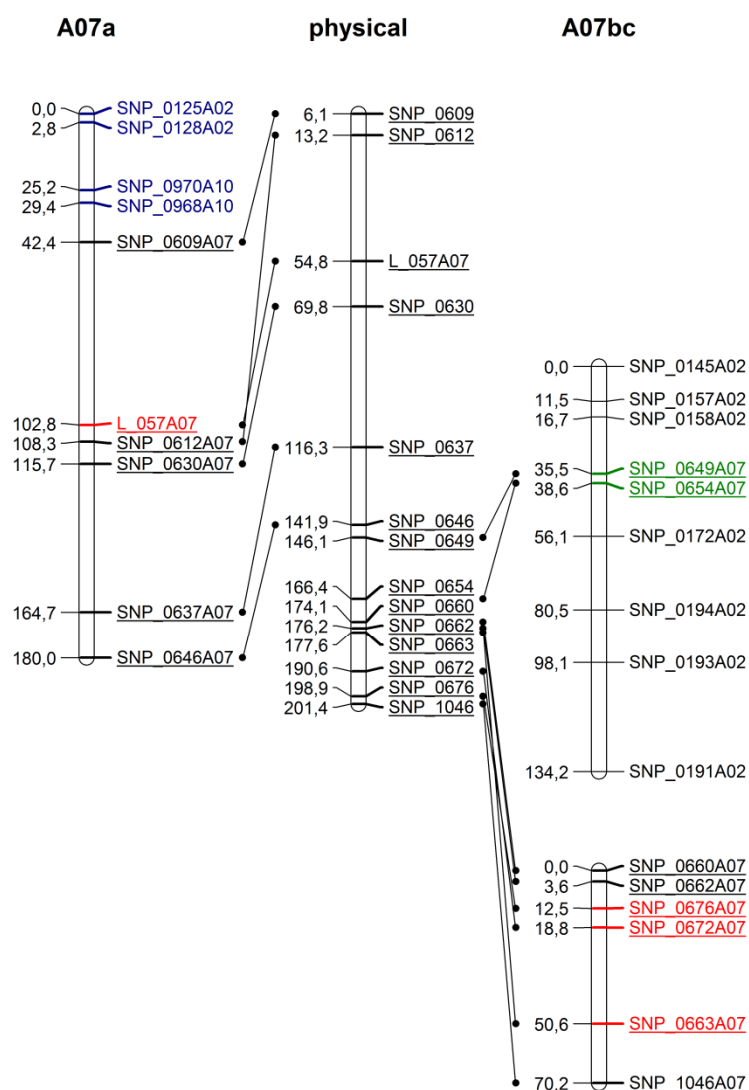 A07a
physical
A07bc
0,0 SNP_0125A02
2,8 SNP_0128A02
25,2 SNP_0970A10
29,4 SNP_0968A10
42,4 SNP_0609A07
102,8 L_057A07
108,3 SNP_0612A07
115,7 SNP_0630A07
164,7 SNP_0637A07
180,0 SNP_0646A07
6,1 SNP_0609
13,2 SNP_0612
54,8 L_057A07
69,8 SNP_0630
116,3 SNP_0637
141,9 SNP_0646
146,1 SNP_0649
166,4 SNP_0654
174,1 SNP_0660
176,2 SNP_0662
177,6 SNP_0663
190,6 SNP_0672
198,9 SNP_0676
201,4 SNP_1046
0,0 SNP_0145A02
11,5 SNP_0157A02
16,7 SNP_0158A02
35,5 SNP_0649A07
38,6 SNP_0654A07
56,1 SNP_0172A02
80,5 SNP_0194A02
98,1 SNP_0193A02
134,2 SNP_0191A02
0,0 SNP_0660A07
3,6 SNP_0662A07
12,5 SNP_0676A07
18,8 SNP_0672A07
50,6 SNP_0663A07
70,2 SNP_1046A07